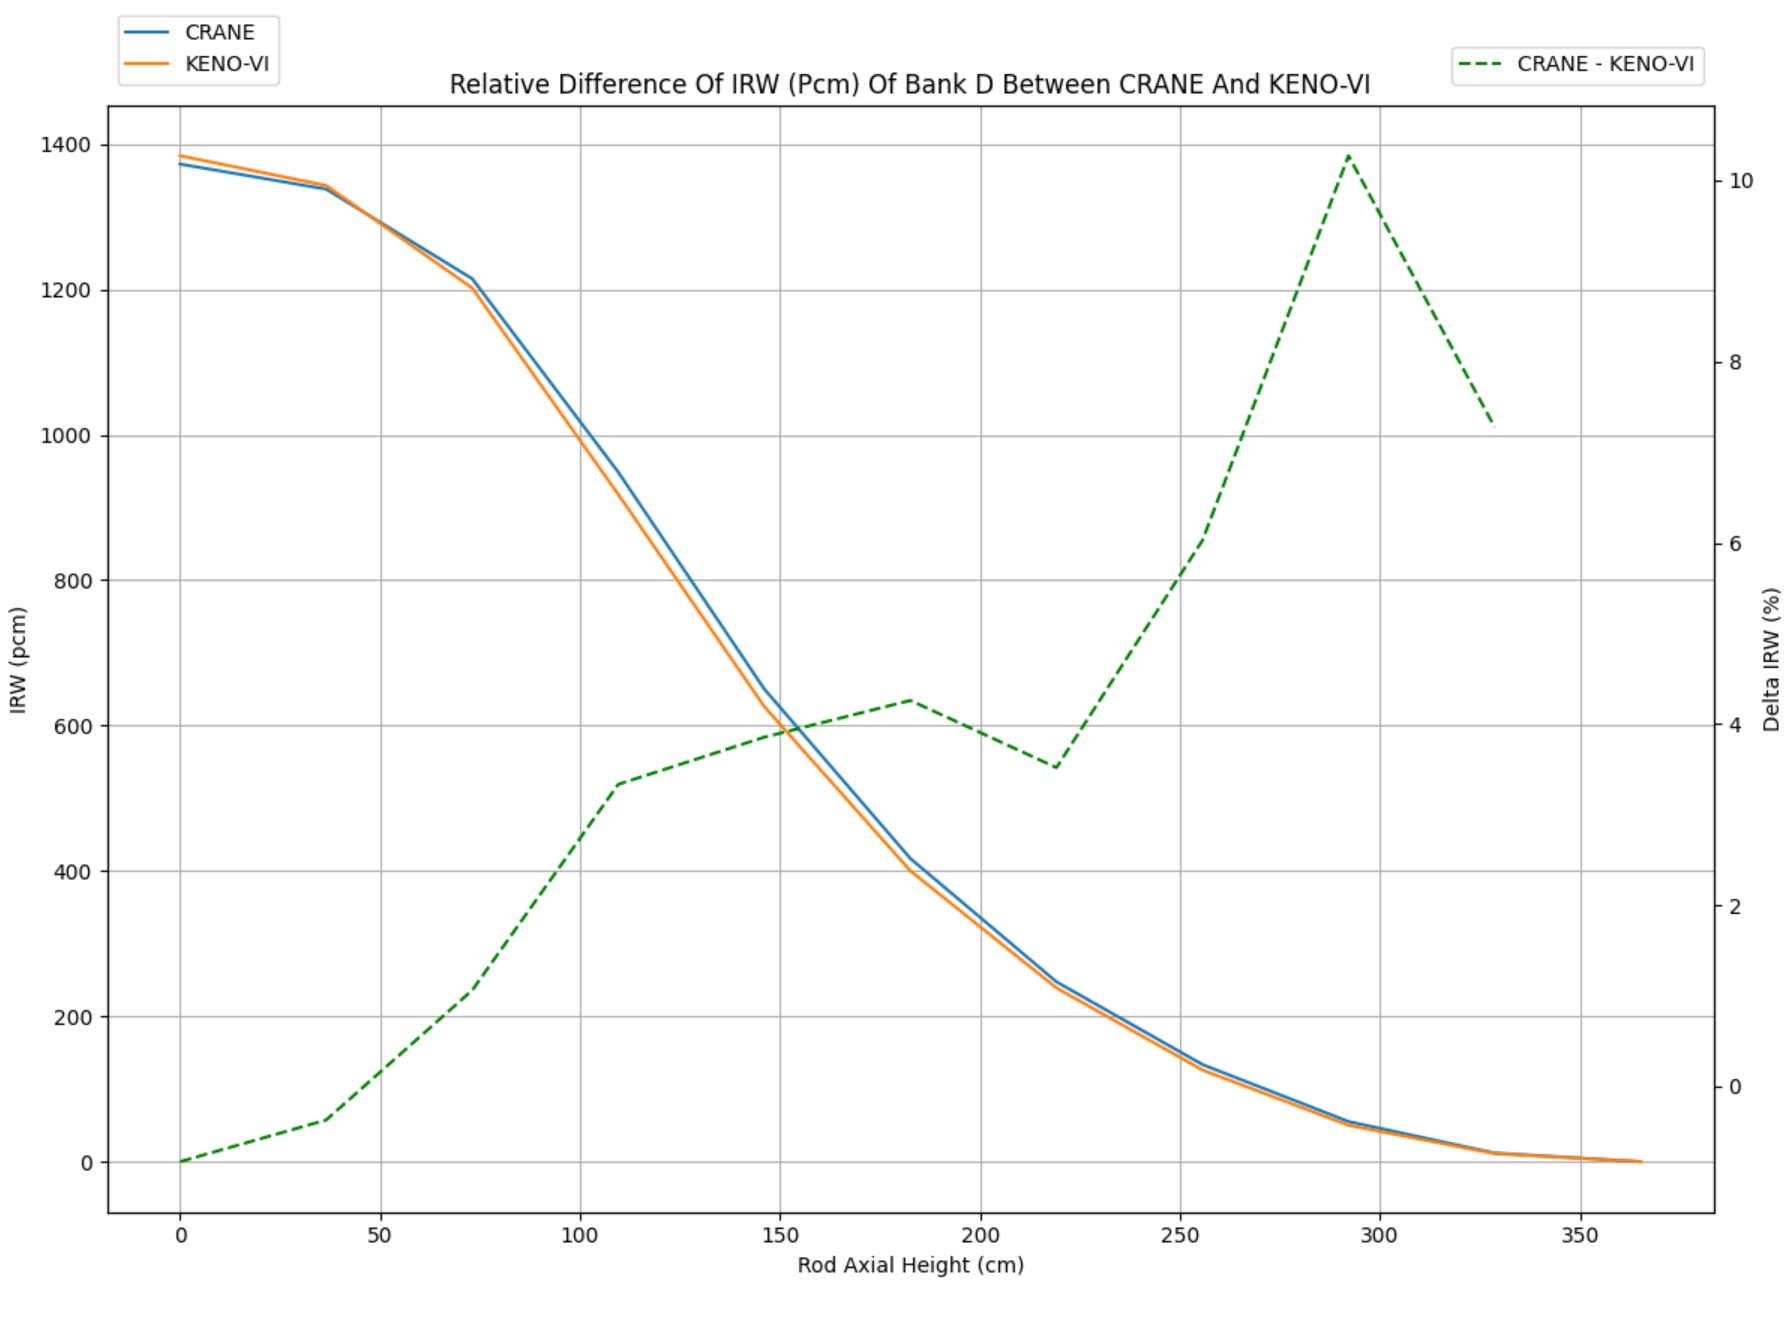 CRANE
KENO-VI
CRANE - KENO-VI
Relative Difference Of IRW (Pcm) Of Bank D Between CRANE And KENO-VI
1400
1200
1000
800
600
400
200
0
IRW (pcm)
10
8
6
4
2
0
Delta IRW (%)
0 50 100 150 200 250 300 350
Rod Axial Height (cm)